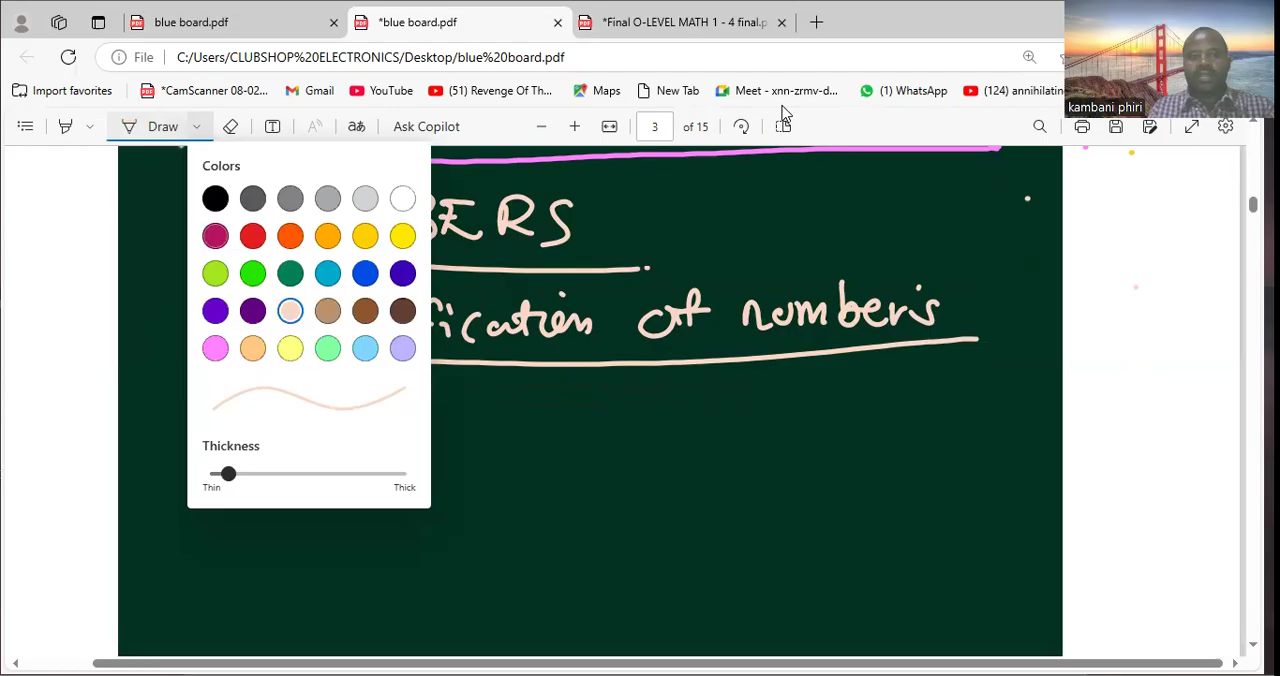 blue board.pdf
*blue board.pdf
*Final O-LEVEL MATH 1 - 4 final.p
File
C:/Users/CLUBSHOP%20ELECTRONICS/Desktop/blue%20board.pdf
kambani phiri
Import favorites
*CamScanner 08-02...
Gmail
YouTube
(51) Revenge Of Th...
Maps
New Tab
Meet - xnn-zrmv-d...
(1) WhatsApp
(124) annihilatin
Draw
Ask Copilot
3 of 15
Colors
BERS
fication of numbers
Thickness
Thin
Thick